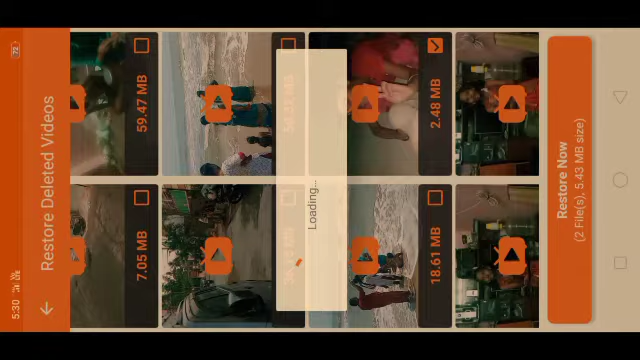 5:30
72
Restore Deleted Videos
59.47 MB
7.05 MB
2.48 MB
18.61 MB
Loading...
Restore Now
(2 File(s), 5.43 MB size)